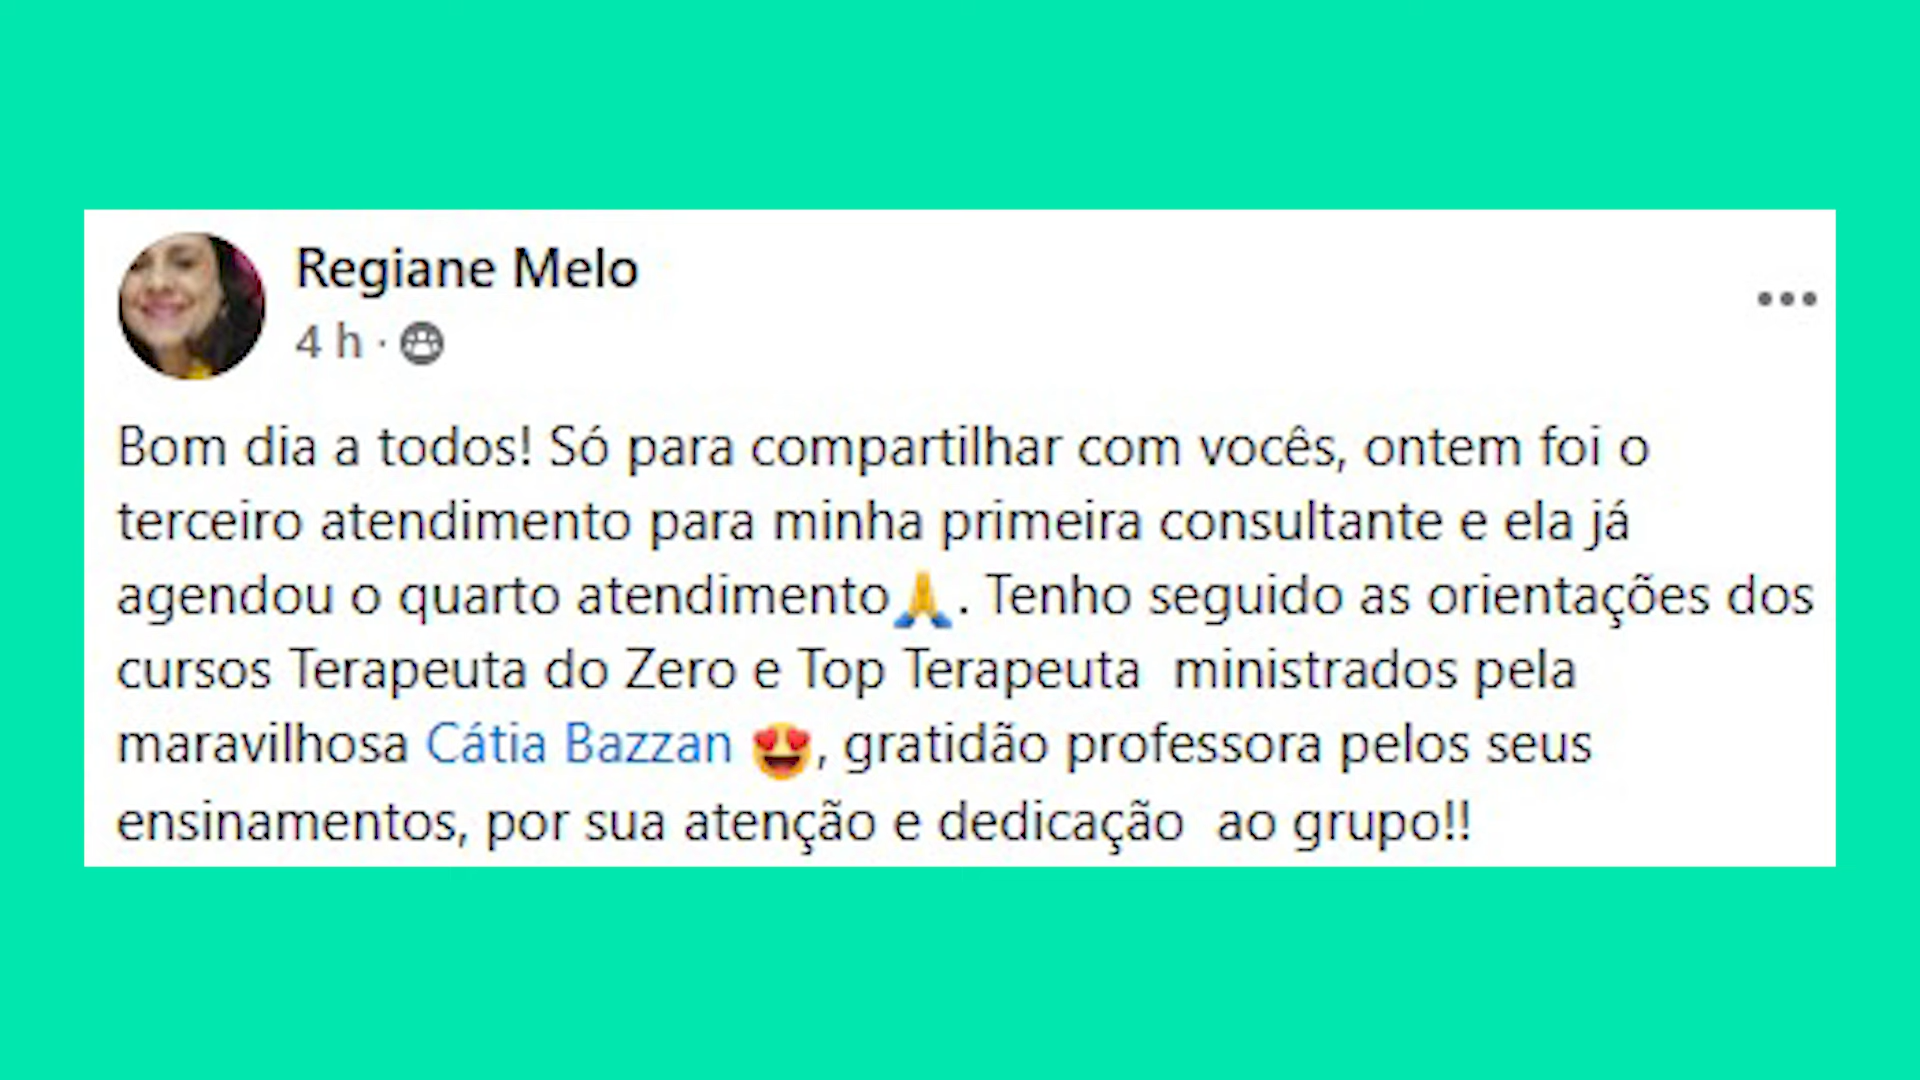 Regiane Melo
4 h ·
Bom dia a todos! Só para compartilhar com vocês, ontem foi o
terceiro atendimento para minha primeira consultante e ela já
agendou o quarto atendimento🙏. Tenho seguido as orientações dos
cursos Terapeuta do Zero e Top Terapeuta  ministrados pela
maravilhosa Cátia Bazzan 😍, gratidão professora pelos seus
ensinamentos, por sua atenção e dedicação  ao grupo!!